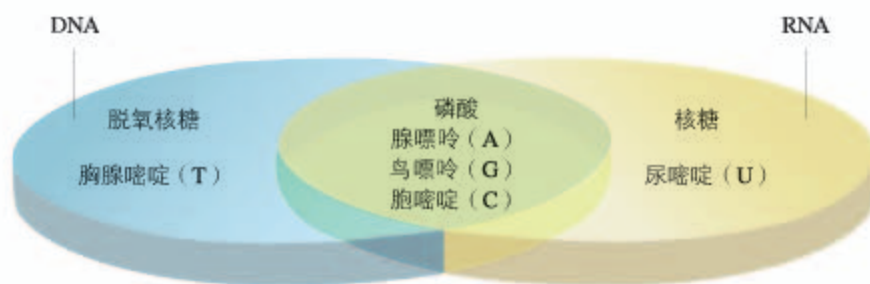 DNA
RNA
脱氧核糖
胸腺嘧啶（T）
磷酸
腺嘌呤（A）
鸟嘌呤（G）
胞嘧啶（C）
核糖
尿嘧啶（U）